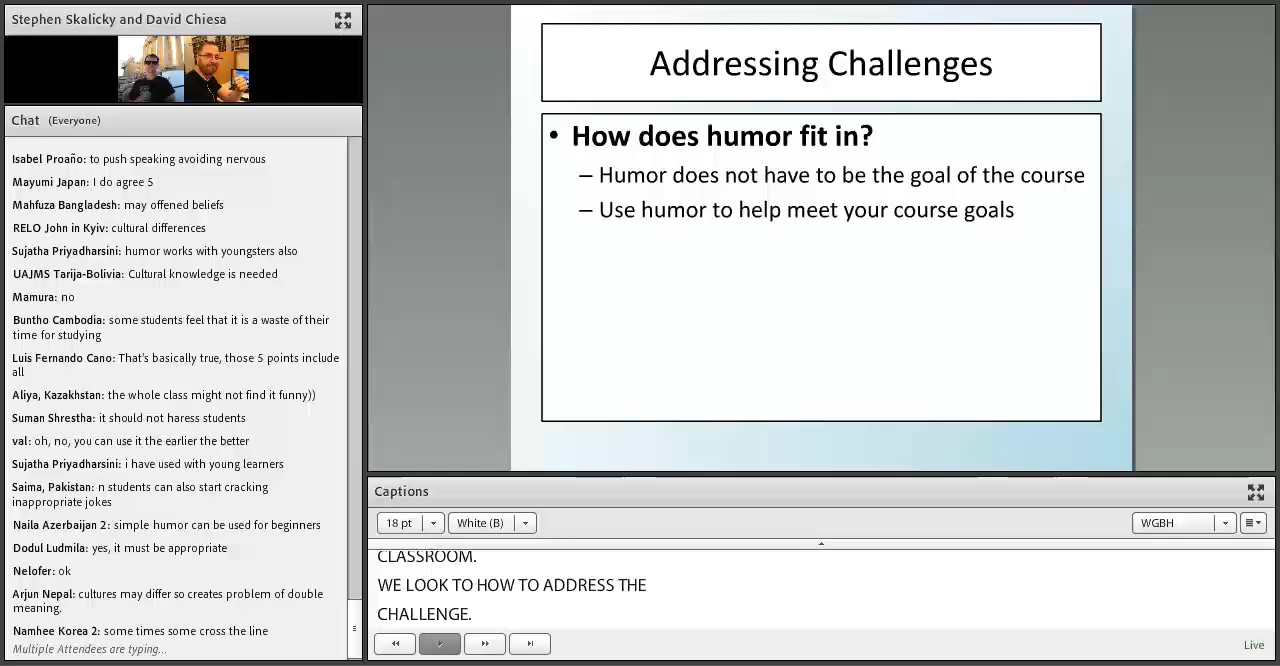 Stephen Skalicky and David Chiesa
Chat (Everyone)
Isabel Proaño: to push speaking avoiding nervous
Mayumi Japan: I do agree 5
Mahfuza Bangladesh: may offened beliefs
RELO John in Kyiv: cultural differences
Sujatha Priyadharsini: humor works with youngsters also
UAJMS Tarija-Bolivia: Cultural knowledge is needed
Mamura: no
Buntho Cambodia: some students feel that it is a waste of their
time for studying
Luis Fernando Cano: That's basically true, those 5 points include
all
Aliya, Kazakhstan: the whole class might not find it funny))
Suman Shrestha: it should not haress students
val: oh, no, you can use it the earlier the better
Sujatha Priyadharsini: i have used with young learners
Saima, Pakistan: n students can also start cracking
inappropriate jokes
Naila Azerbaijan 2: simple humor can be used for beginners
Dodul Ludmila: yes, it must be appropriate
Nelofer: ok
Arjun Nepal: cultures may differ so creates problem of double
meaning.
Namhee Korea 2: some times some cross the line
Multiple Attendees are typing...
Addressing Challenges
• How does humor fit in?
– Humor does not have to be the goal of the course
– Use humor to help meet your course goals
Captions
18 pt White (B) WGBH
CLASSROOM.
WE LOOK TO HOW TO ADDRESS THE
CHALLENGE.
Live